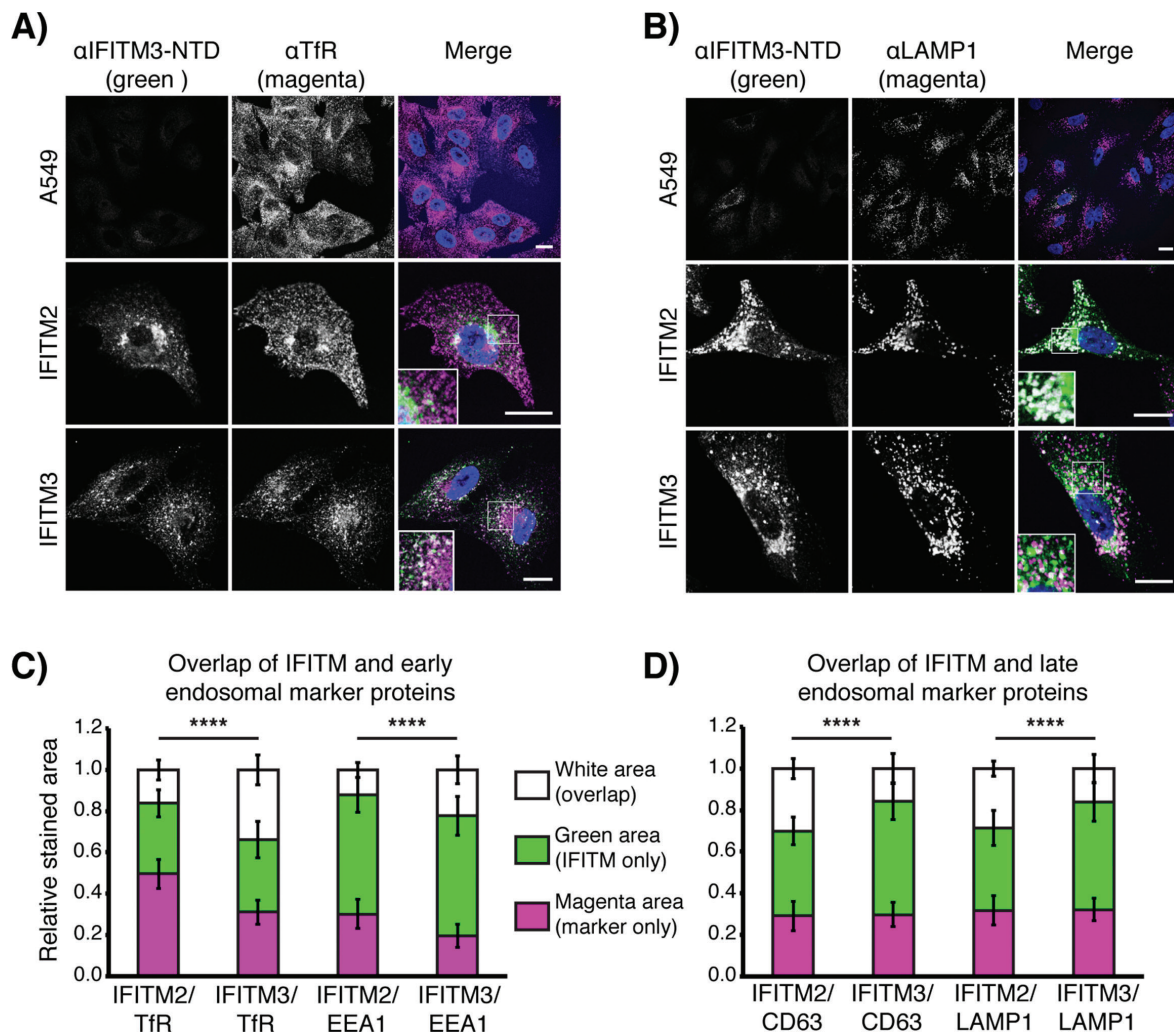 A)
αIFITM3-NTD
(green )
αTfR
(magenta)
Merge
A549
IFITM2
IFITM3
B)
αIFITM3-NTD
(green)
αLAMP1
(magenta)
Merge
A549
IFITM2
IFITM3
C)
Overlap of IFITM and early
endosomal marker proteins
Relative stained area
1.2
1.0
0.8
0.6
0.4
0.2
0.0
****
****
IFITM2/
TfR
IFITM3/
TfR
IFITM2/
EEA1
IFITM3/
EEA1
White area
(overlap)
Green area
(IFITM only)
Magenta area
(marker only)
D)
Overlap of IFITM and late
endosomal marker proteins
1.2
1.0
0.8
0.6
0.4
0.2
0.0
****
****
IFITM2/
CD63
IFITM3/
CD63
IFITM2/
LAMP1
IFITM3/
LAMP1